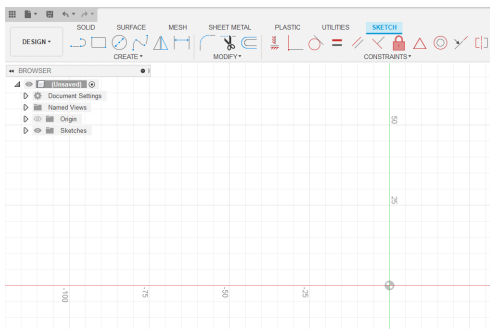 SOLID SURFACE MESH SHEET METAL PLASTIC UTILITIES SKETCH
DESIGN
CREATE MODIFY CONSTRAINTS
BROWSER
(Unsaved)
Document Settings
Named Views
Origin
Sketches
50
25
-100 -75 -50 -25